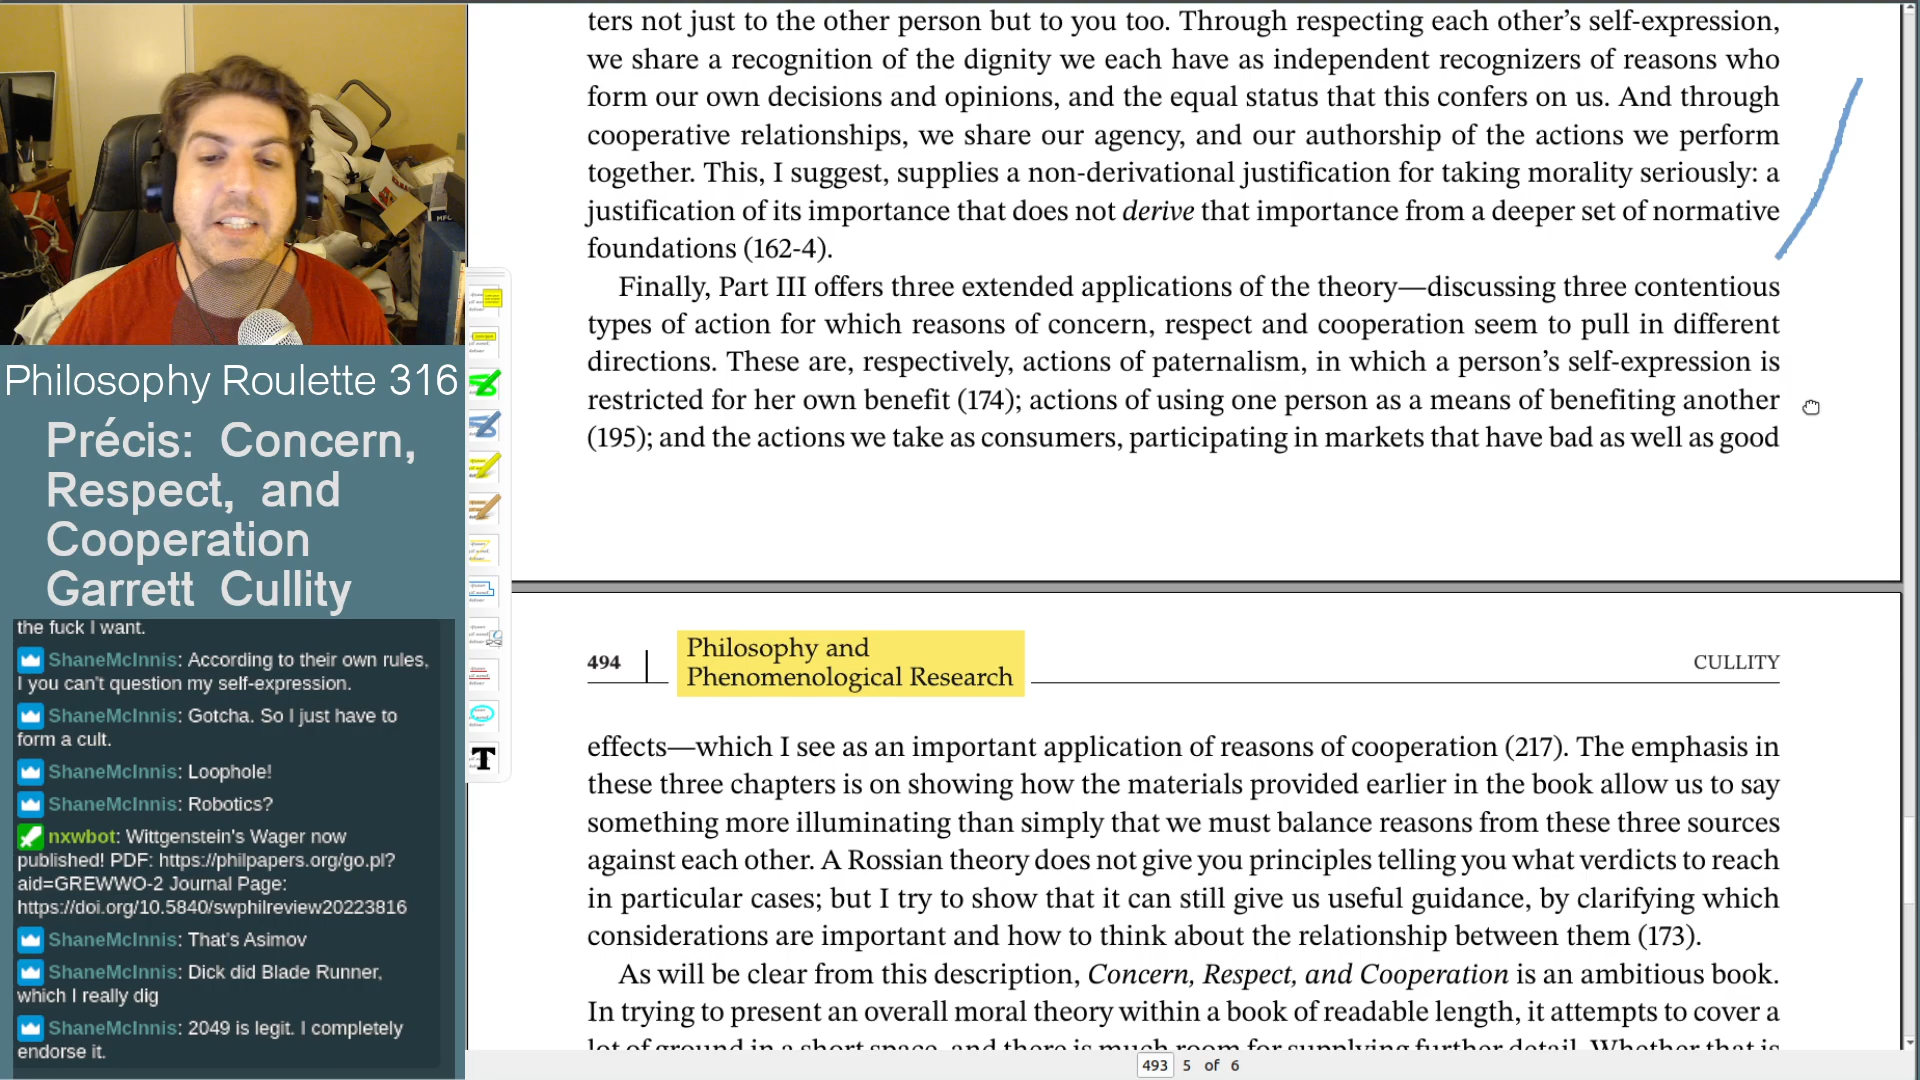 ters not just to the other person but to you too. Through respecting each other's self-expression,
we share a recognition of the dignity we each have as independent recognizers of reasons who
form our own decisions and opinions, and the equal status that this confers on us. And through
cooperative relationships, we share our agency, and our authorship of the actions we perform
together. This, I suggest, supplies a non-derivational justification for taking morality seriously: a
justification of its importance that does not derive that importance from a deeper set of normative
foundations (162-4).
Finally, Part III offers three extended applications of the theory—discussing three contentious
types of action for which reasons of concern, respect and cooperation seem to pull in different
directions. These are, respectively, actions of paternalism, in which a person's self-expression is
restricted for her own benefit (174); actions of using one person as a means of benefiting another
(195); and the actions we take as consumers, participating in markets that have bad as well as good
494
Philosophy and
Phenomenological Research
CULLITY
effects—which I see as an important application of reasons of cooperation (217). The emphasis in
these three chapters is on showing how the materials provided earlier in the book allow us to say
something more illuminating than simply that we must balance reasons from these three sources
against each other. A Rossian theory does not give you principles telling you what verdicts to reach
in particular cases; but I try to show that it can still give us useful guidance, by clarifying which
considerations are important and how to think about the relationship between them (173).
As will be clear from this description, Concern, Respect, and Cooperation is an ambitious book.
In trying to present an overall moral theory within a book of readable length, it attempts to cover a
lot of ground in a short space, and there is much room for supplying further detail. Whether that is
493 5 of 6
T
Philosophy Roulette 316
Précis: Concern,
Respect, and
Cooperation
Garrett Cullity
the fuck I want.
ShaneMcInnis: According to their own rules,
I you can't question my self-expression.
ShaneMcInnis: Gotcha. So I just have to
form a cult.
ShaneMcInnis: Loophole!
ShaneMcInnis: Robotics?
nxwbot: Wittgenstein's Wager now
published! PDF: https://philpapers.org/go.pl?
aid=GREWWO-2 Journal Page:
https://doi.org/10.5840/swphilreview20223816
ShaneMcInnis: That's Asimov
ShaneMcInnis: Dick did Blade Runner,
which I really dig
ShaneMcInnis: 2049 is legit. I completely
endorse it.